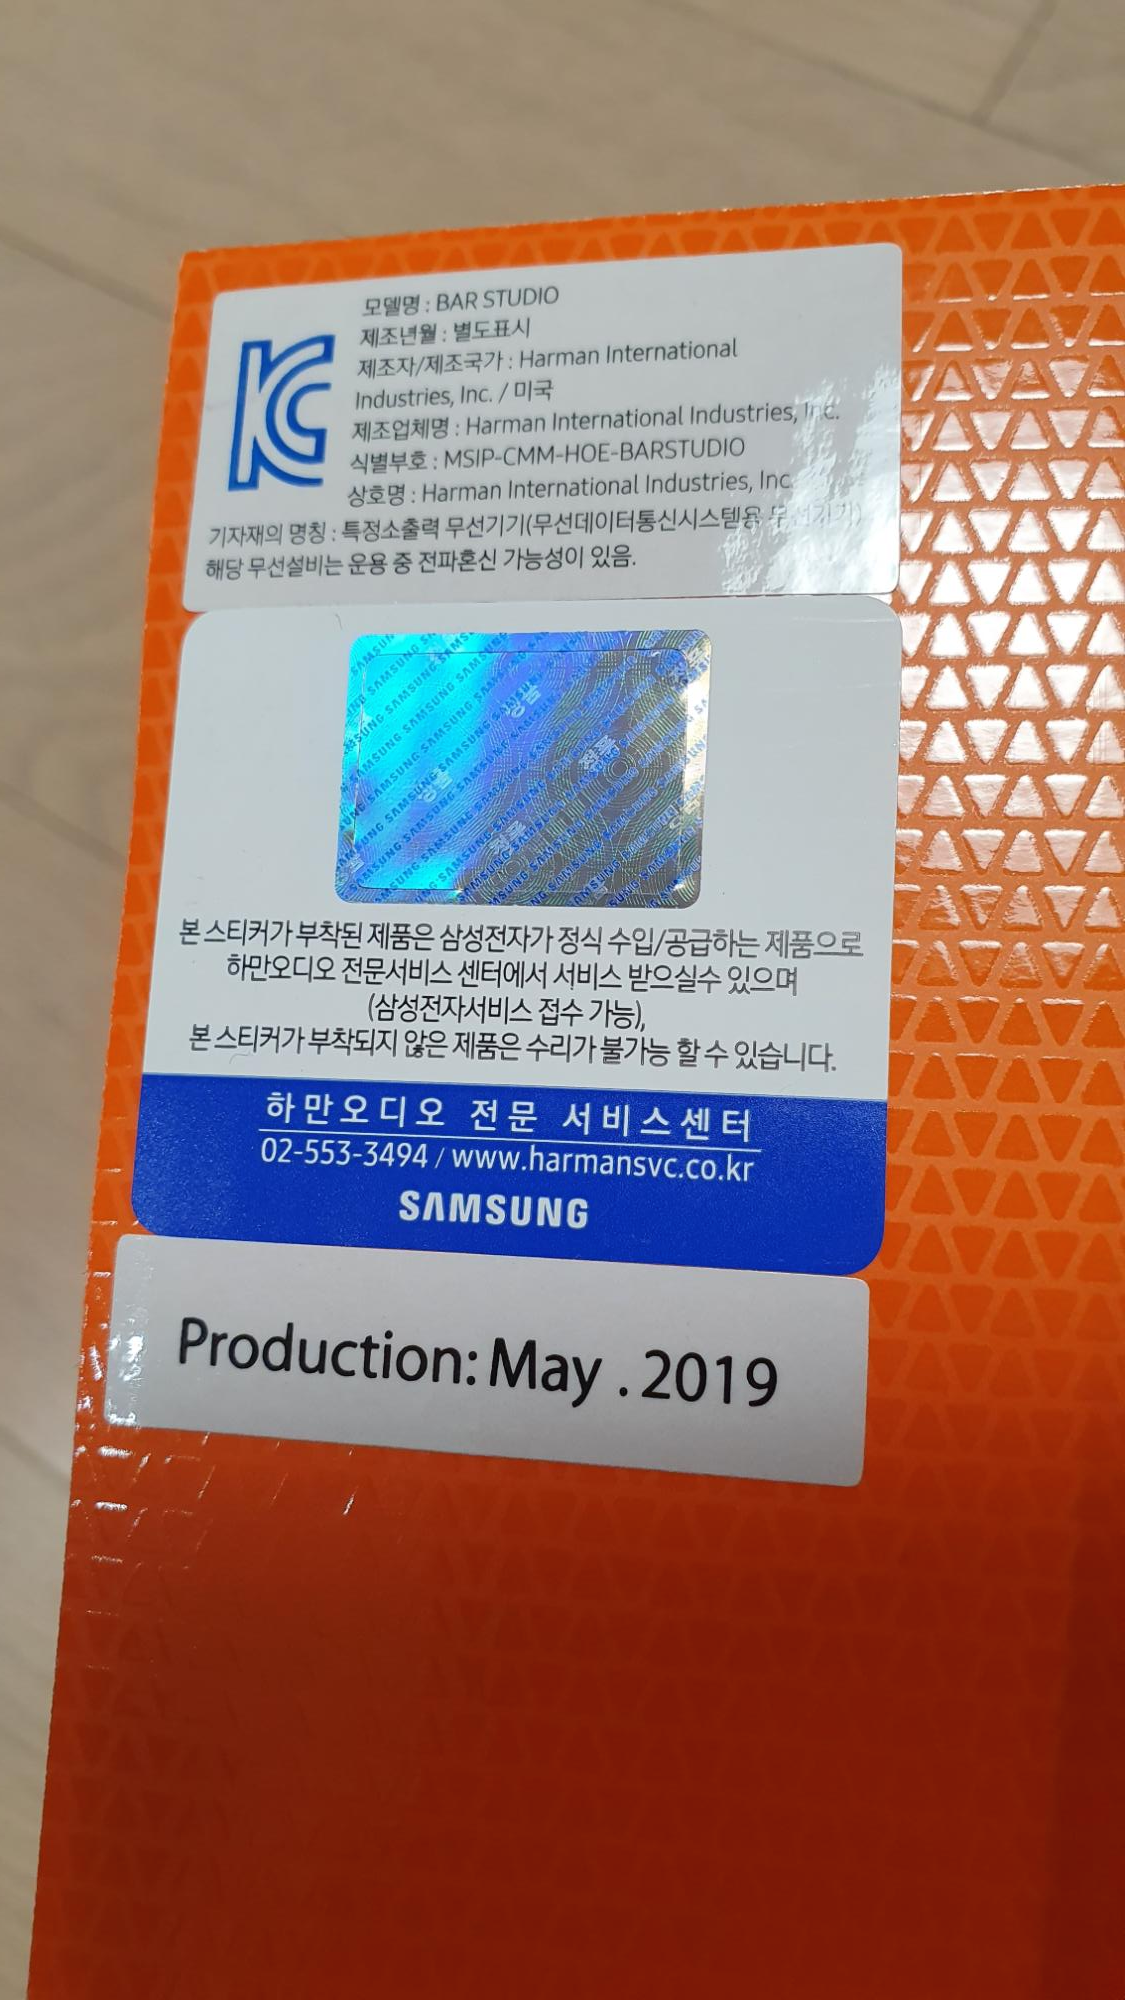 모델명 : BAR STUDIO
제조년월 : 별도표시
제조자/제조국가 : Harman International
Industries, Inc. / 미국
제조업체명 : Harman International Industries, Inc.
식별부호 : MSIP-CMM-HOE-BARSTUDIO
상호명 : Harman International Industries, Inc.
기자재의 명칭 : 특정소출력 무선기기(무선데이터통신시스템용 무선기기)
해당 무선설비는 운용 중 전파혼신 가능성이 있음.
SAMSUNG SAMSUNG SAMSUNG
정품
본 스티커가 부착된 제품은 삼성전자가 정식 수입/공급하는 제품으로
하만오디오 전문서비스 센터에서 서비스 받으실수 있으며
(삼성전자서비스 접수 가능),
본 스티커가 부착되지 않은 제품은 수리가 불가능 할 수 있습니다.
하만오디오 전문 서비스센터
02-553-3494 / www.harmansvc.co.kr
SAMSUNG
Production: May . 2019